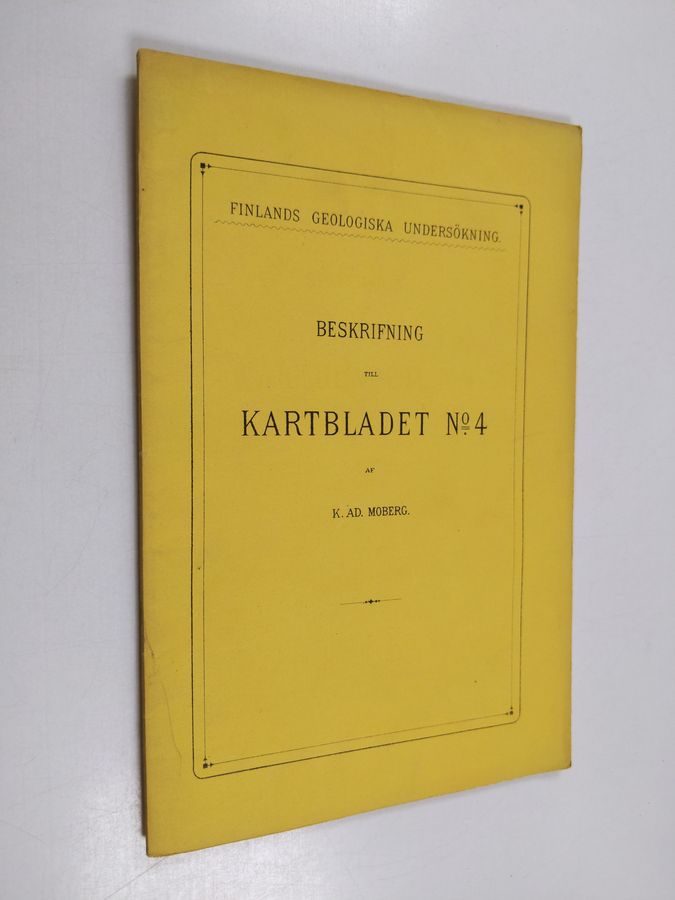 FINLANDS GEOLOGISKA UNDERSÖKNING.
BESKRIFNING
TILL
KARTBLADET Nº 4
AF
K. AD. MOBERG.